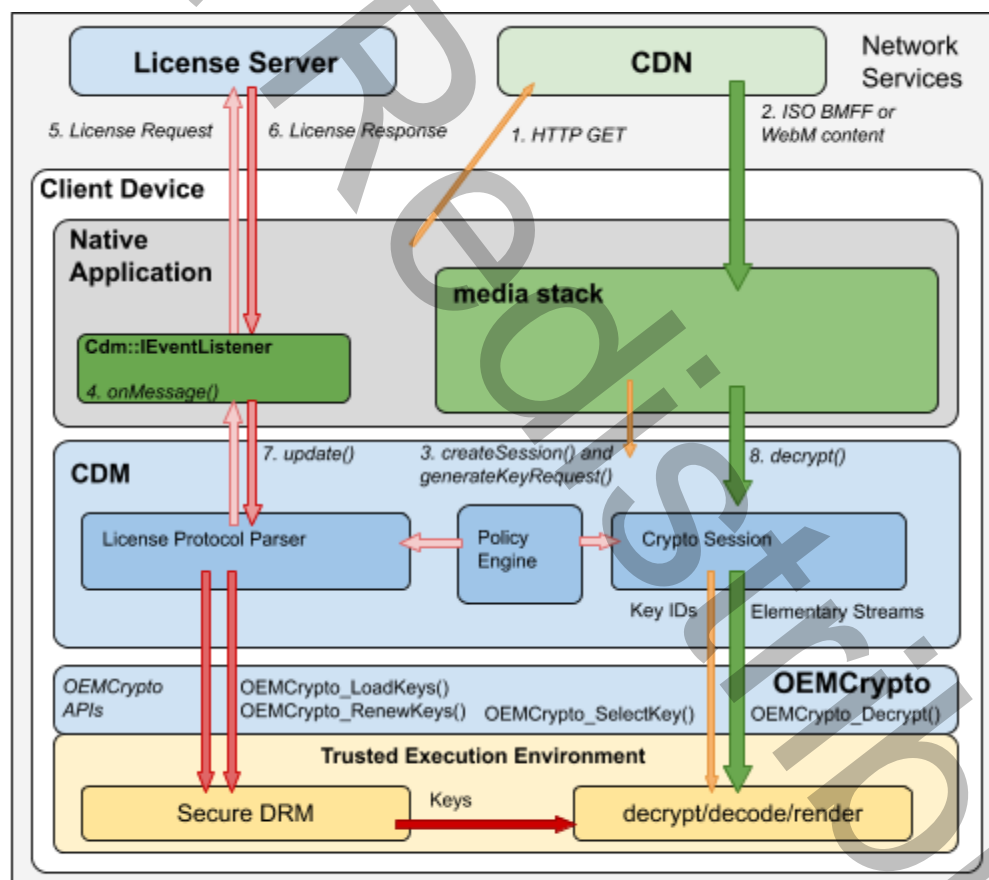 License Server
CDN
Network
Services
5. License Request
6. License Response
1. HTTP GET
2. ISO BMFF or
WebM content
Client Device
Native
Application
media stack
Cdm::IEventListener
4. onMessage()
7. update()
3. createSession() and
generateKeyRequest()
8. decrypt()
CDM
License Protocol Parser
Policy
Engine
Crypto Session
Key IDs
Elementary Streams
OEMCrypto
APIs
OEMCrypto_LoadKeys()
OEMCrypto_RenewKeys()
OEMCrypto_SelectKey()
OEMCrypto
OEMCrypto_Decrypt()
Trusted Execution Environment
Secure DRM
Keys
decrypt/decode/render
Redistrib